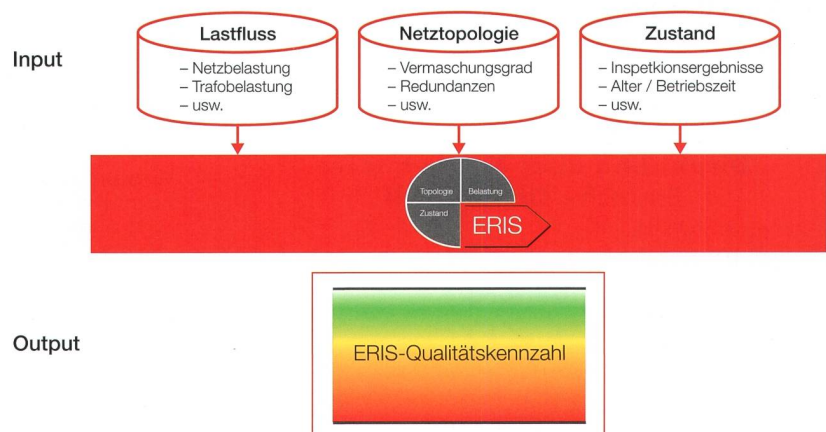 Input
Lastfluss
– Netzbelastung
– Trafobelastung
– usw.
Netztopologie
– Vermaschungsgrad
– Redundanzen
– usw.
Zustand
– Inspetkionsergebnisse
– Alter / Betriebszeit
– usw.
Topologie
Belastung
Zustand
ERIS
Output
ERIS-Qualitätskennzahl